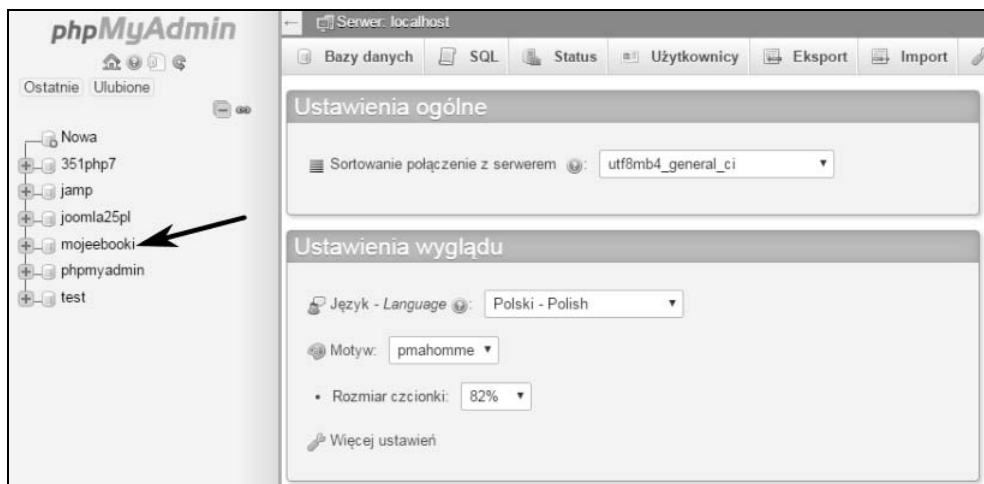 phpMyAdmin
Ostatnie Ulubione
Nowa
351php7
jamp
joomla25pl
mojeebooki
phpmyadmin
test
Serwer: localhost
Bazy danych SQL Status Użytkownicy Eksport Import
Ustawienia ogólne
Sortowanie połączenie z serwerem : utf8mb4_general_ci
Ustawienia wyglądu
Język - Language : Polski - Polish
Motyw: pmahomme
Rozmiar czcionki: 82%
Więcej ustawień